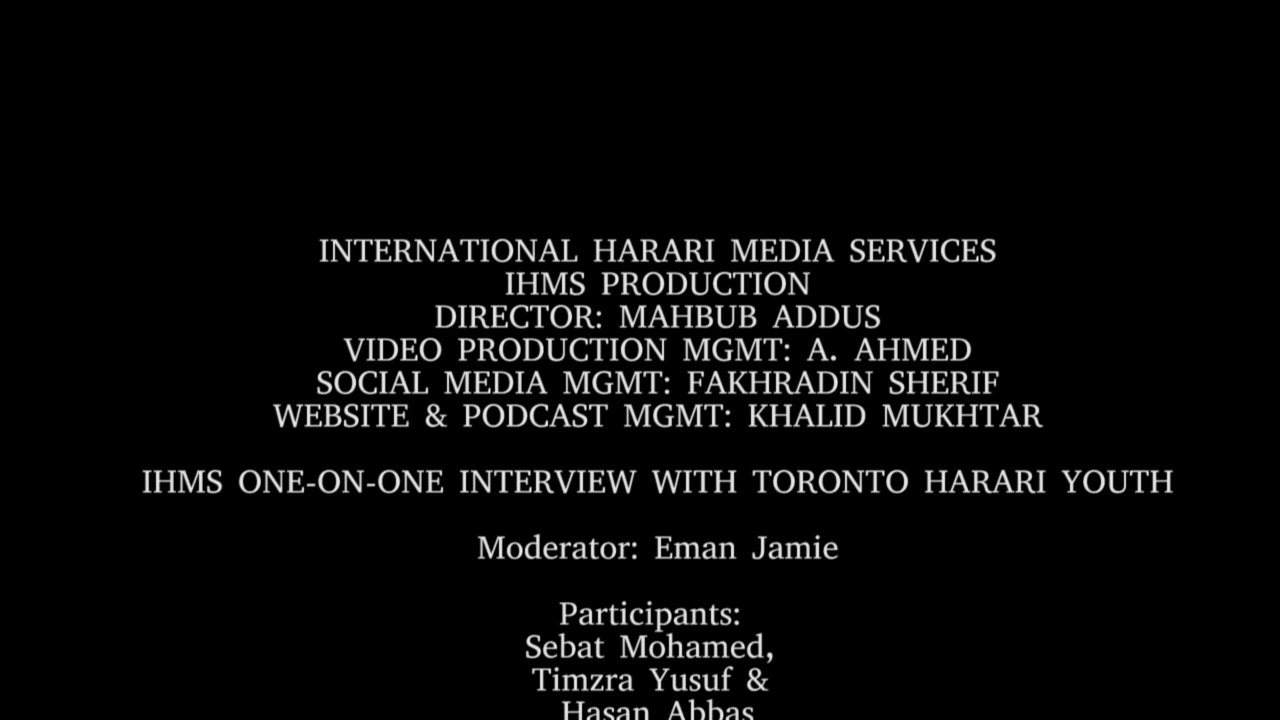 INTERNATIONAL HARARI MEDIA SERVICES
IHMS PRODUCTION
DIRECTOR: MAHBUB ADDUS
VIDEO PRODUCTION MGMT: A. AHMED
SOCIAL MEDIA MGMT: FAKHRADIN SHERIF
WEBSITE & PODCAST MGMT: KHALID MUKHTAR
IHMS ONE-ON-ONE INTERVIEW WITH TORONTO HARARI YOUTH
Moderator: Eman Jamie
Participants:
Sebat Mohamed,
Timzra Yusuf &
Hasan Abbas